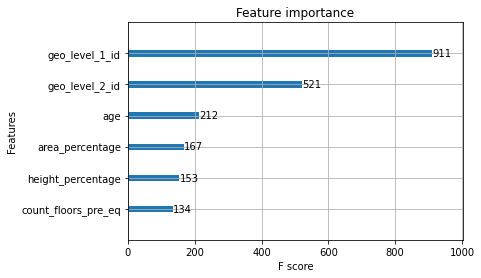 Feature importance
Features
geo_level_1_id 911
geo_level_2_id 521
age 212
area_percentage 167
height_percentage 153
count_floors_pre_eq 134
0 200 400 600 800 1000
F score